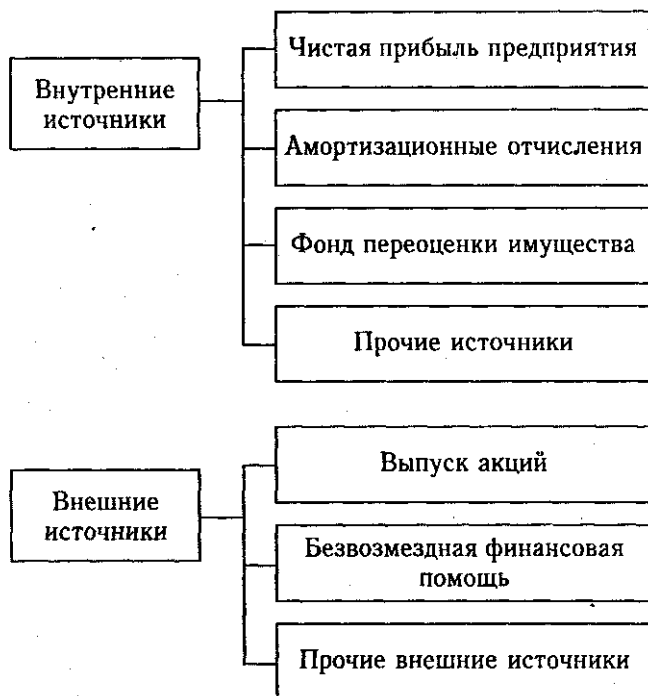 Чистая прибыль предприятия
Внутренние
источники
Амортизационные отчисления
Фонд переоценки имущества
Прочие источники
Выпуск акций
Внешние
источники
Безвозмездная финансовая
помощь
Прочие внешние источники